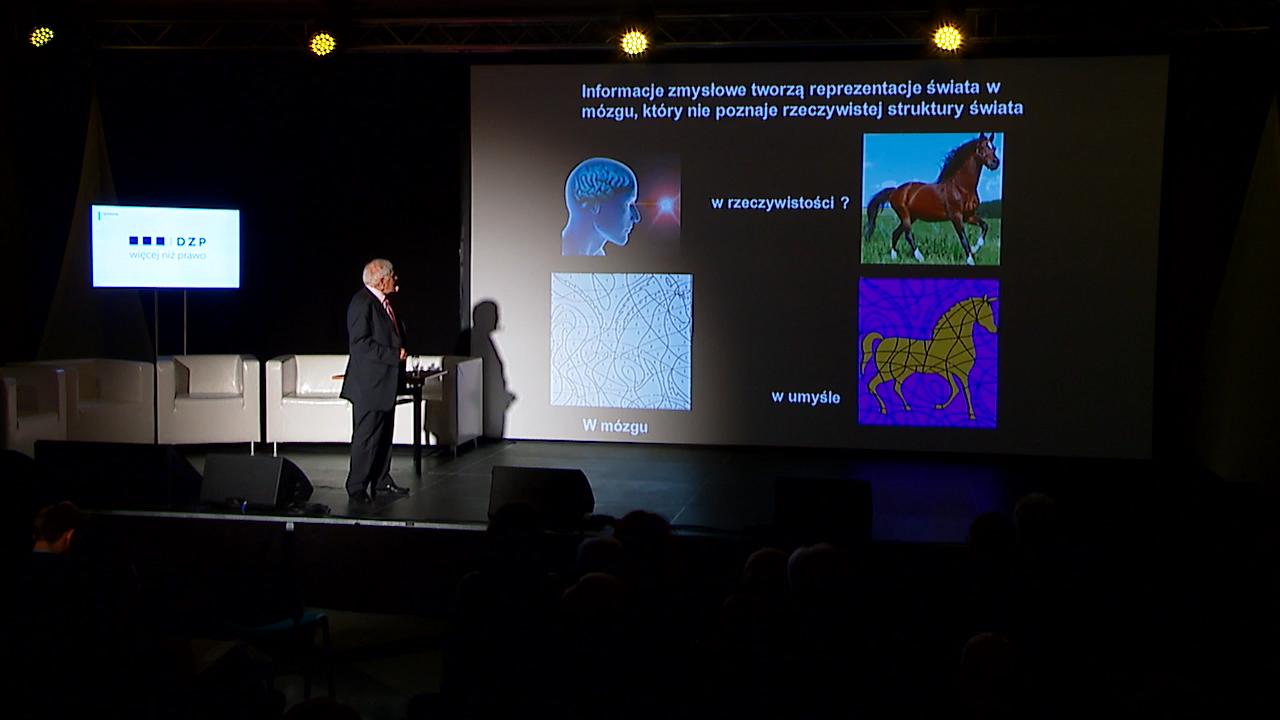 Informacje zmysłowe tworzą reprezentacje świata w
mózgu, który nie poznaje rzeczywistej struktury świata
w rzeczywistości ?
w umyśle
W mózgu
DZP
więcej niż prawo